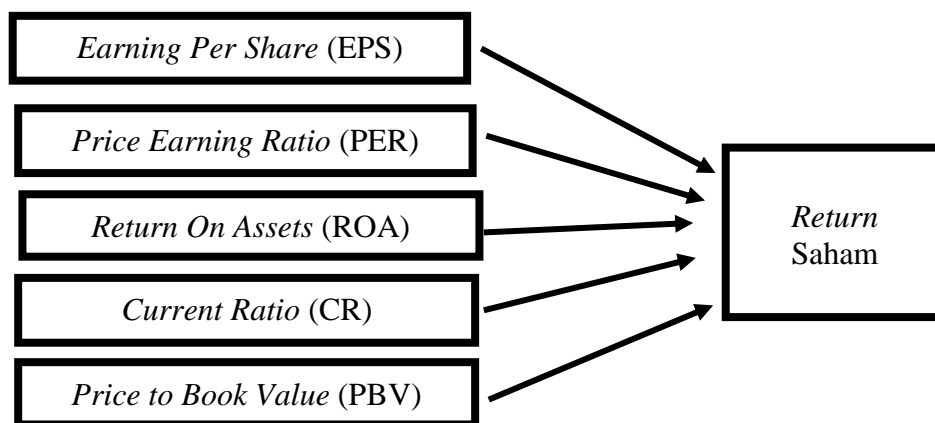 Earning Per Share (EPS)
Price Earning Ratio (PER)
Return On Assets (ROA)
Current Ratio (CR)
Price to Book Value (PBV)
Return
Saham